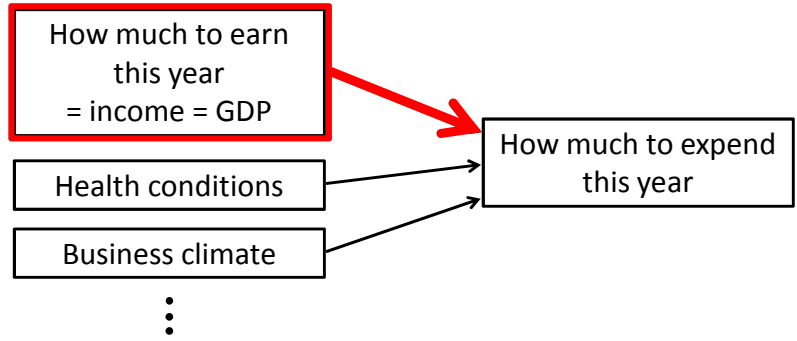 How much to earn
this year
= income = GDP
Health conditions
Business climate
How much to expend
this year